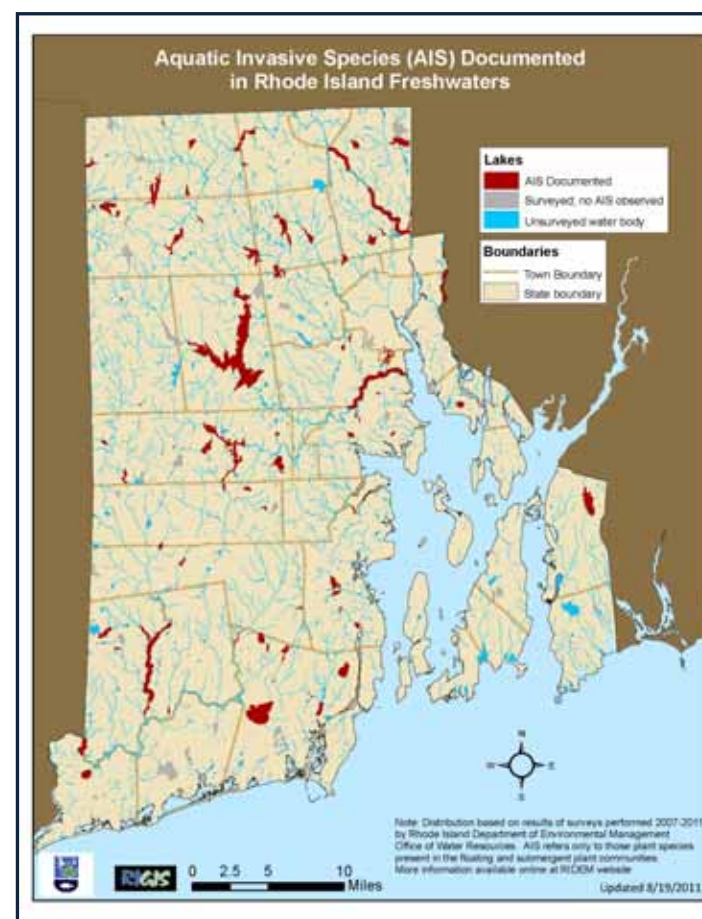 Aquatic Invasive Species (AIS) Documented
in Rhode Island Freshwaters
Lakes
AIS Documented
Surveyed, no AIS observed
Unsurveyed water body
Boundaries
Town Boundary
State boundary
N
W E
S
Note: Distribution based on results of surveys performed 2007-2011
by Rhode Island Department of Environmental Management
Office of Water Resources. AIS refers only to those plant species
present in the floating and submergent plant communities.
More information available online at RIDEM website
RIGIS
0 2.5 5 10
Miles
Updated 8/19/2011